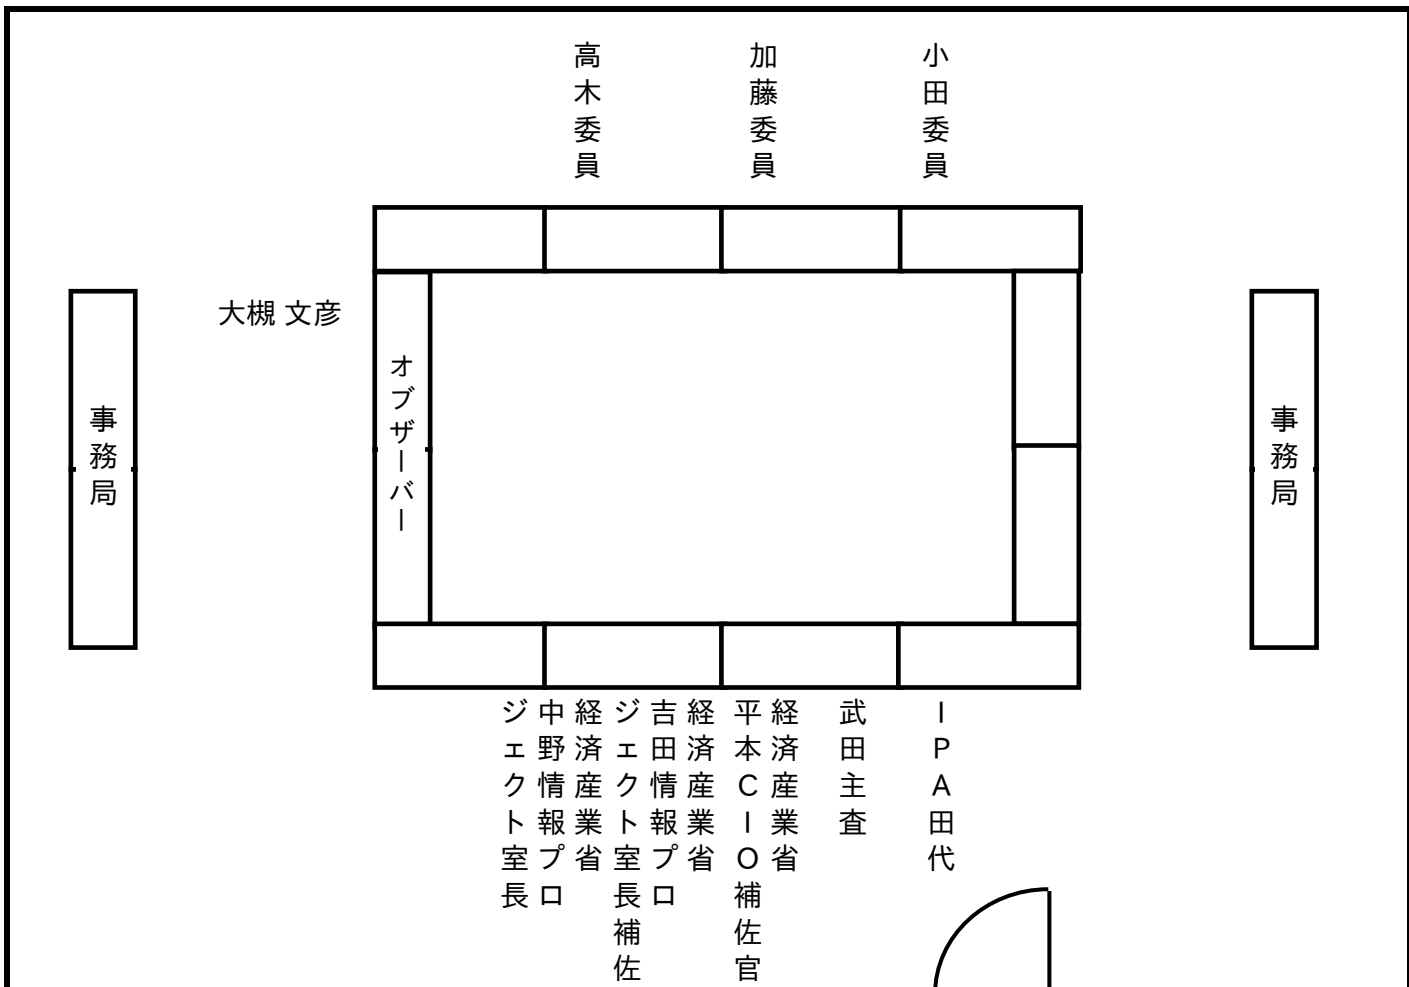 高木委員
加藤委員
小田委員
大槻 文彦
オブザーバー
事務局
事務局
経済産業省
中野情報プロ
ジェクト室長
経済産業省
吉田情報プロ
ジェクト室長補佐
経済産業省
平本CIO補佐官
武田主査
IPA田代